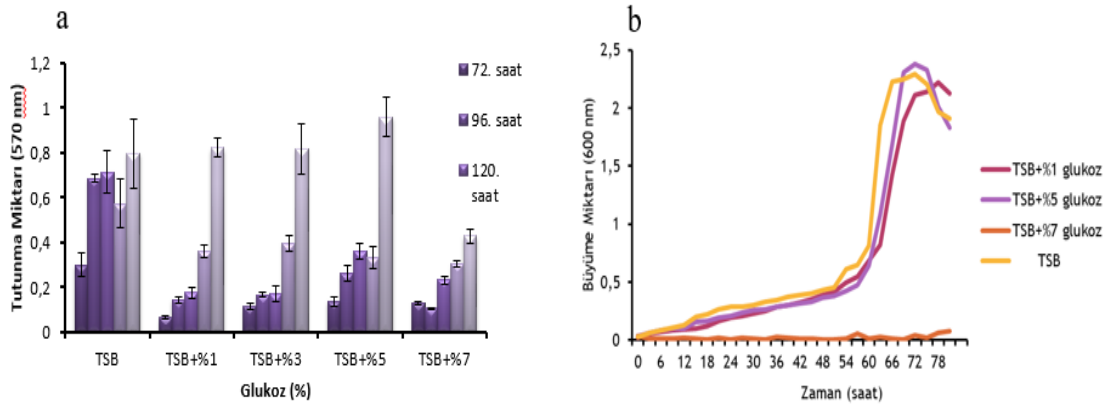 a
Tutunma Miktarı (570 nm)
1,2
1
0,8
0,6
0,4
0,2
0
TSB
TSB+%1
TSB+%3
TSB+%5
TSB+%7
Glukoz (%)
72. saat
96. saat
120.
saat
b
Büyüme Miktarı (600 nm)
2,5
2
1,5
1
0,5
0
0 6 12 18 24 30 36 42 48 54 60 66 72 78
Zaman (saat)
TSB+%1 glukoz
TSB+%5 glukoz
TSB+%7 glukoz
TSB